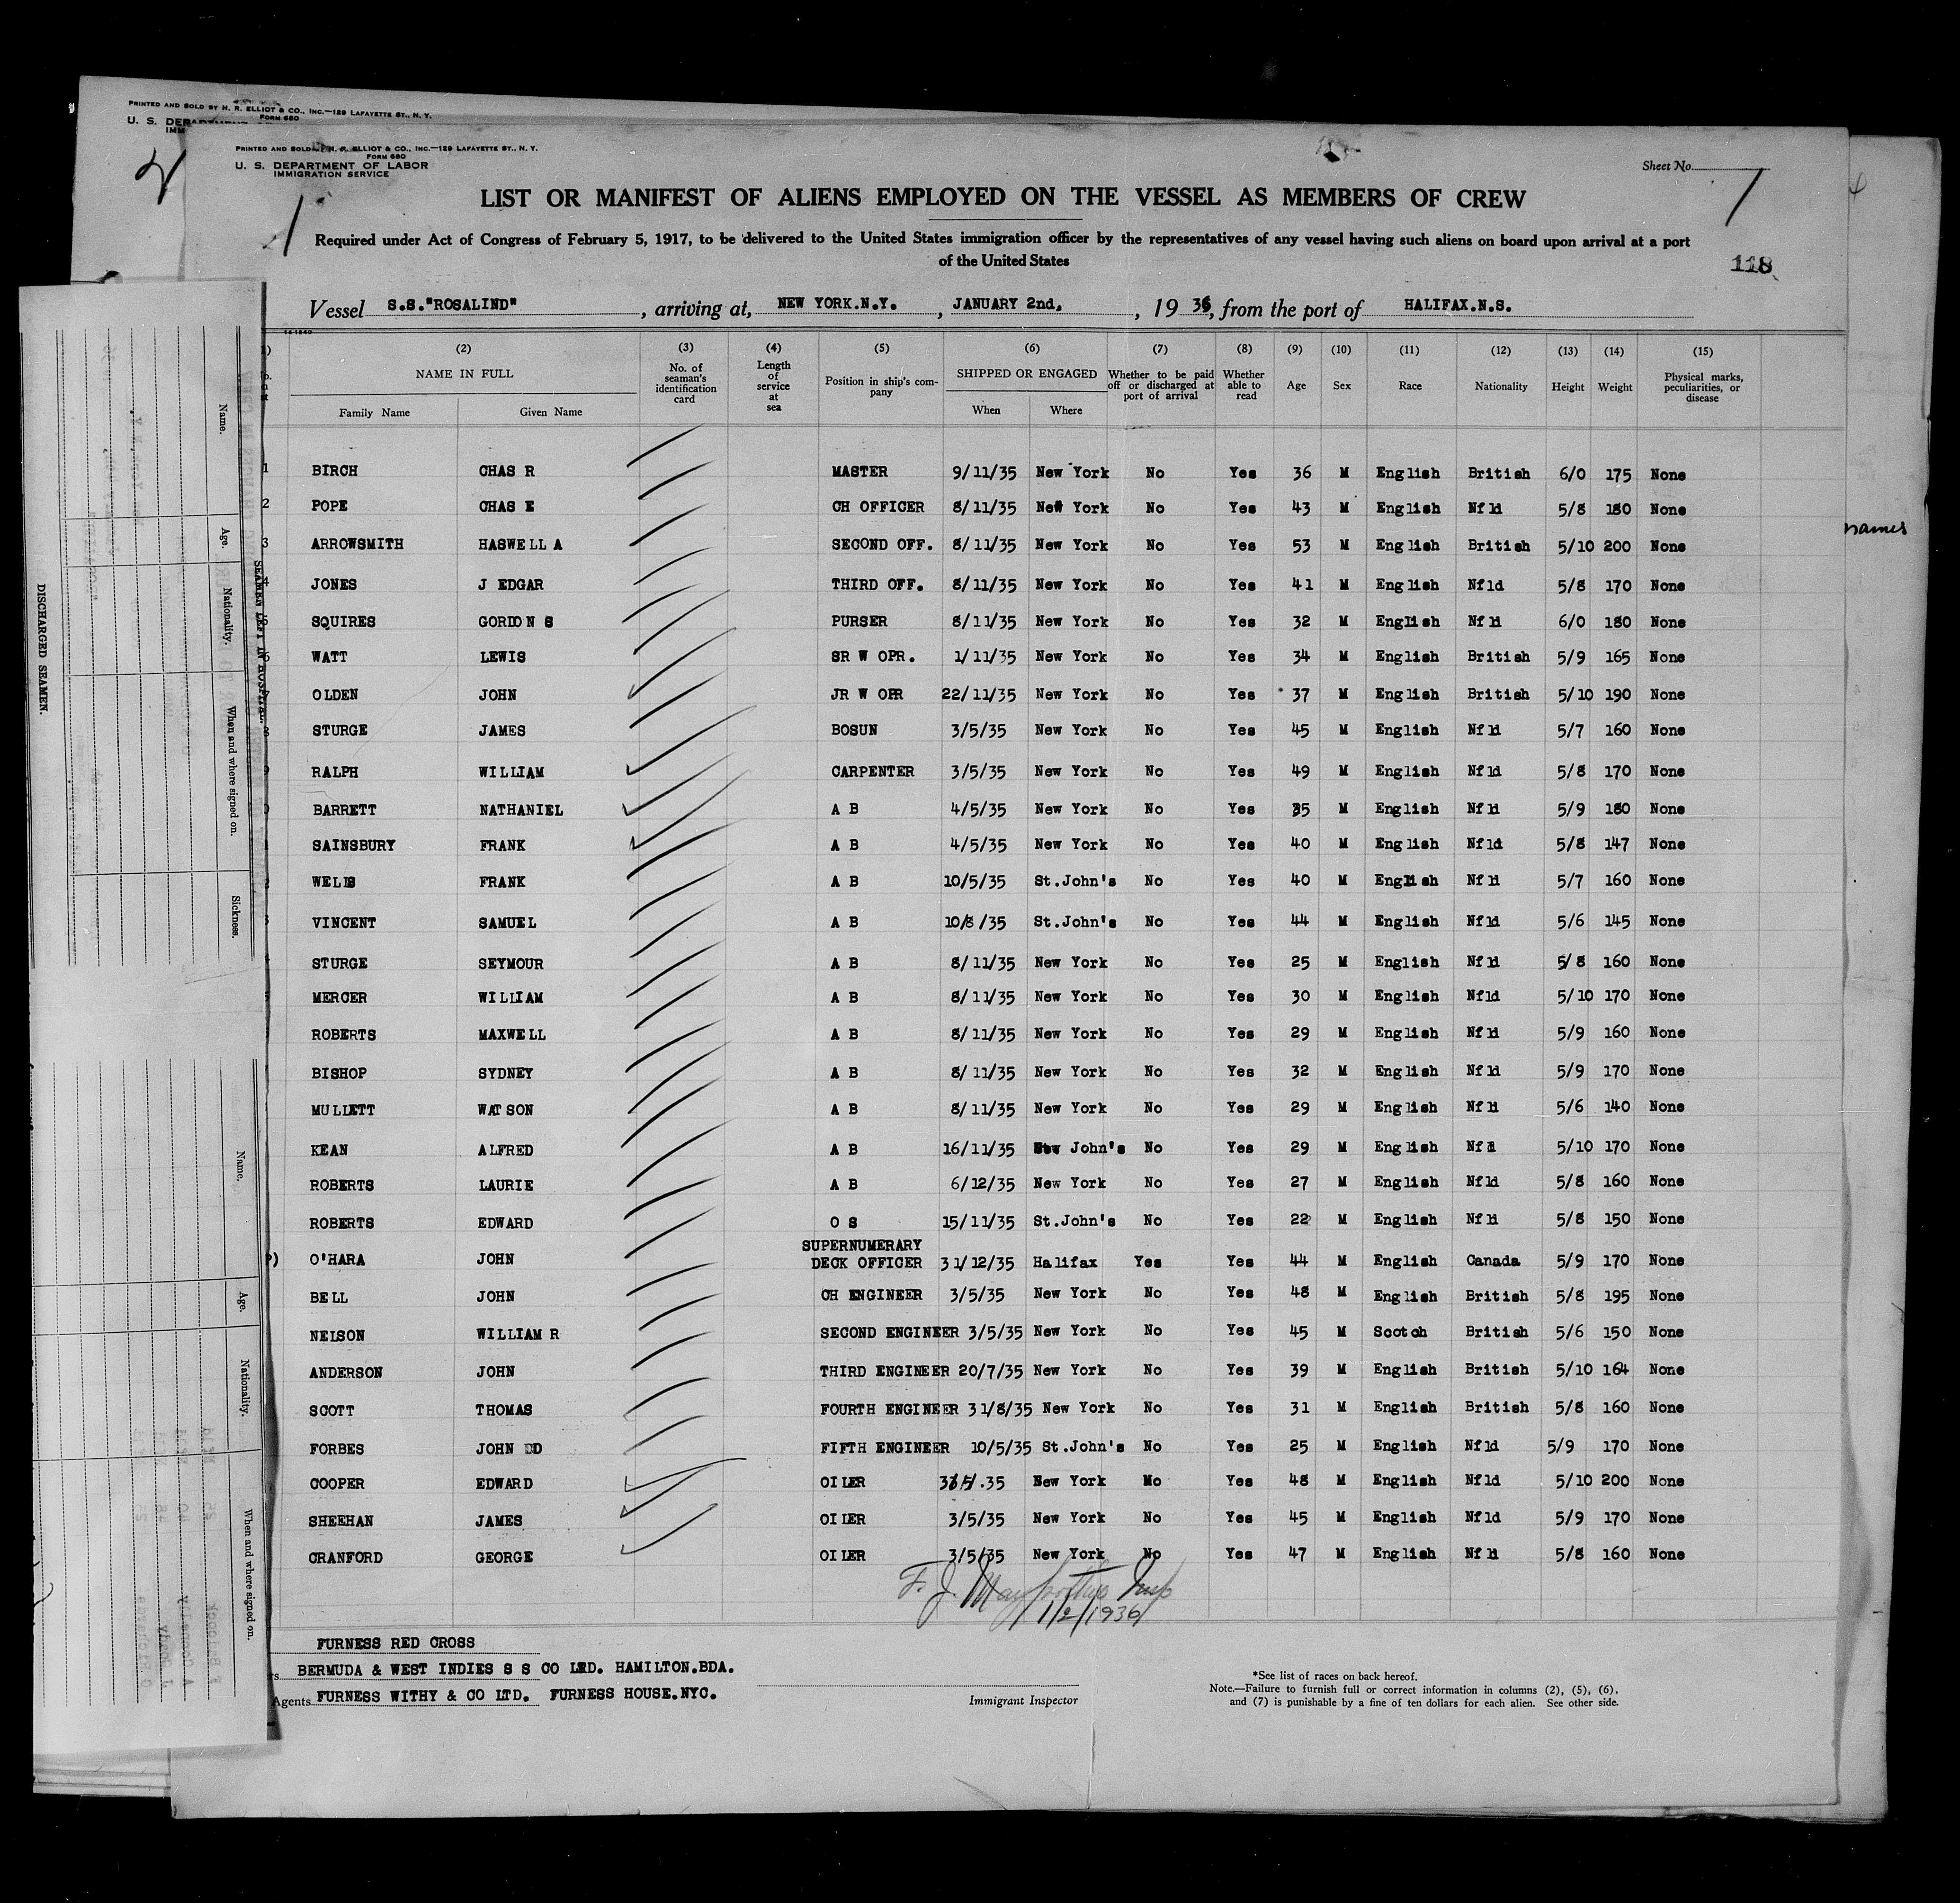 PRINTED AND SOLD BY H. R. ELLIOT & CO., INC.—129 LAFAYETTE ST., N. Y.
FORM 680
U. S.
IMM
PRINTED AND SOLD H. R. ELLIOT & CO., INC.—129 LAFAYETTE ST., N. Y.
FORM 680
U. S. DEPARTMENT OF LABOR
IMMIGRATION SERVICE
Sheet No. 1
LIST OR MANIFEST OF ALIENS EMPLOYED ON THE VESSEL AS MEMBERS OF CREW
Required under Act of Congress of February 5, 1917, to be delivered to the United States immigration officer by the representatives of any vessel having such aliens on board upon arrival at a port
of the United States
118
Vessel S.S."ROSALIND", arriving at, NEW YORK.N.Y., JANUARY 2nd, , 1936, from the port of HALIFAX.N.S.
(2) (3) (4) (5) (6) (7) (8) (9) (10) (11) (12) (13) (14) (15)
NAME IN FULL
Family Name Given Name
No. of seaman's identification card
Length of service at sea
Position in ship's company
SHIPPED OR ENGAGED
When Where
Whether to be paid off or discharged at port of arrival
Whether able to read
Age Sex Race Nationality Height Weight
Physical marks, peculiarities, or disease
1 BIRCH CHAS R MASTER 9/11/35 New York No Yes 36 M English British 6/0 175 None
2 POPE CHAS E CH OFFICER 8/11/35 New York No Yes 43 M English Nfld 5/8 180 None
3 ARROWSMITH HASWELL A SECOND OFF. 8/11/35 New York No Yes 53 M English British 5/10 200 None
4 JONES J EDGAR THIRD OFF. 8/11/35 New York No Yes 41 M English Nfld 5/8 170 None
5 SQUIRES GORDON S PURSER 8/11/35 New York No Yes 32 M English Nfld 6/0 180 None
6 WATT LEWIS SR W OPR. 1/11/35 New York No Yes 34 M English British 5/9 165 None
7 OLDEN JOHN JR W OPR 22/11/35 New York No Yes 37 M English British 5/10 190 None
STURGE JAMES BOSUN 3/5/35 New York No Yes 45 M English Nfld 5/7 160 None
RALPH WILLIAM CARPENTER 3/5/35 New York No Yes 49 M English Nfld 5/8 170 None
BARRETT NATHANIEL A B 4/5/35 New York No Yes 35 M English Nfld 5/9 180 None
SAINSBURY FRANK A B 4/5/35 New York No Yes 40 M English Nfld 5/8 147 None
WELLS FRANK A B 10/5/35 St.John's No Yes 40 M English Nfld 5/7 160 None
VINCENT SAMUEL A B 10/8/35 St.John's No Yes 44 M English Nfld 5/6 145 None
STURGE SEYMOUR A B 8/11/35 New York No Yes 25 M English Nfld 5/8 160 None
MERCER WILLIAM A B 8/11/35 New York No Yes 30 M English Nfld 5/10 170 None
ROBERTS MAXWELL A B 8/11/35 New York No Yes 29 M English Nfld 5/9 160 None
BISHOP SYDNEY A B 8/11/35 New York No Yes 32 M English Nfld 5/9 170 None
MULLETT WATSON A B 8/11/35 New York No Yes 29 M English Nfld 5/6 140 None
KEAN ALFRED A B 16/11/35 John's No Yes 29 M English Nfd 5/10 170 None
ROBERTS LAURIE A B 6/12/35 New York No Yes 27 M English Nfld 5/8 160 None
ROBERTS EDWARD O S 15/11/35 St.John's No Yes 22 M English Nfld 5/8 150 None
P) O'HARA JOHN SUPERNUMERARY DECK OFFICER 31/12/35 Halifax Yes Yes 44 M English Canada 5/9 170 None
BELL JOHN CH ENGINEER 3/5/35 New York No Yes 48 M English British 5/8 195 None
NELSON WILLIAM R SECOND ENGINEER 3/5/35 New York No Yes 45 M Scotch British 5/6 150 None
ANDERSON JOHN THIRD ENGINEER 20/7/35 New York No Yes 39 M English British 5/10 164 None
SCOTT THOMAS FOURTH ENGINEER 31/8/35 New York No Yes 31 M English British 5/8 160 None
FORBES JOHN D FIFTH ENGINEER 10/5/35 St.John's No Yes 25 M English Nfld 5/9 170 None
COOPER EDWARD OILER New York No Yes 48 M English Nfld 5/10 200 None
SHEEHAN JAMES OILER 3/5/35 New York No Yes 45 M English Nfld 5/9 170 None
CRANFORD GEORGE OILER 3/5/35 New York No Yes 47 M English Nfld 5/8 160 None
F. J.
1/2/1936
FURNESS RED CROSS
BERMUDA & WEST INDIES S S CO LTD. HAMILTON.BDA.
Agents FURNESS WITHY & CO LTD. FURNESS HOUSE.NYC.
Immigrant Inspector
*See list of races on back hereof.
Note.—Failure to furnish full or correct information in columns (2), (5), (6),
and (7) is punishable by a fine of ten dollars for each alien. See other side.
names
DISCHARGED SEAMEN.
SEAMEN LEFT IN HOSPITAL.
Name. Age. Nationality. When and where signed on. Sickness.
Name. Age. Nationality. When and where signed on.